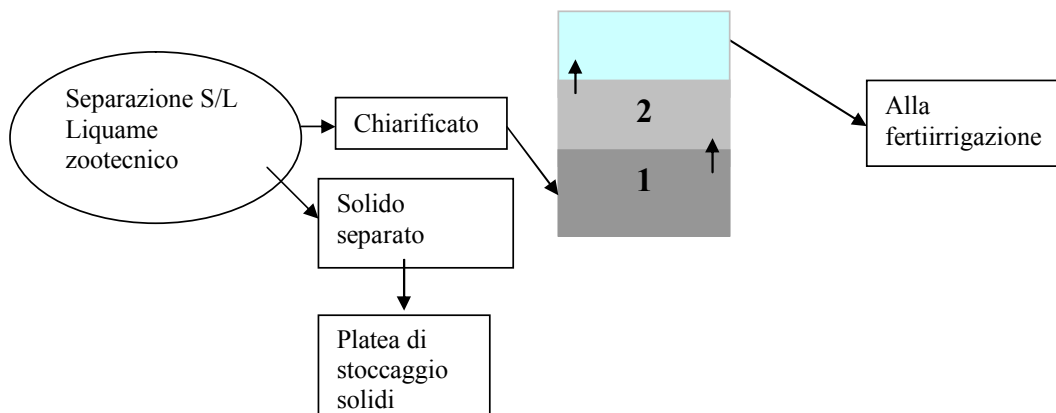 Separazione S/L
Liquame
zootecnico
Chiarificato
Solido
separato
Platea di
stoccaggio
solidi
2
1
Alla
fertiirrigazione